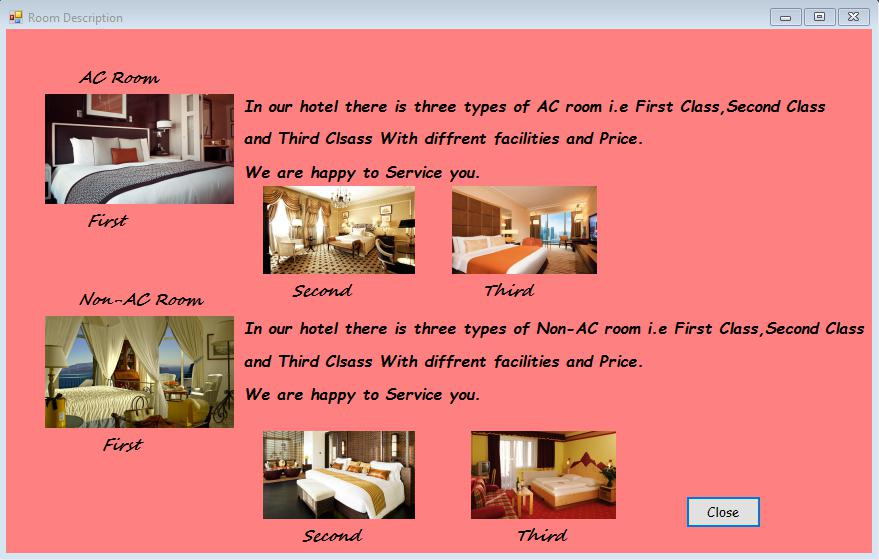 Room Description
AC Room
In our hotel there is three types of AC room i.e First Class,Second Class
and Third Clsass With diffrent facilities and Price.
We are happy to Service you.
First
Second
Third
Non-AC Room
In our hotel there is three types of Non-AC room i.e First Class,Second Class
and Third Clsass With diffrent facilities and Price.
We are happy to Service you.
First
Second
Third
Close